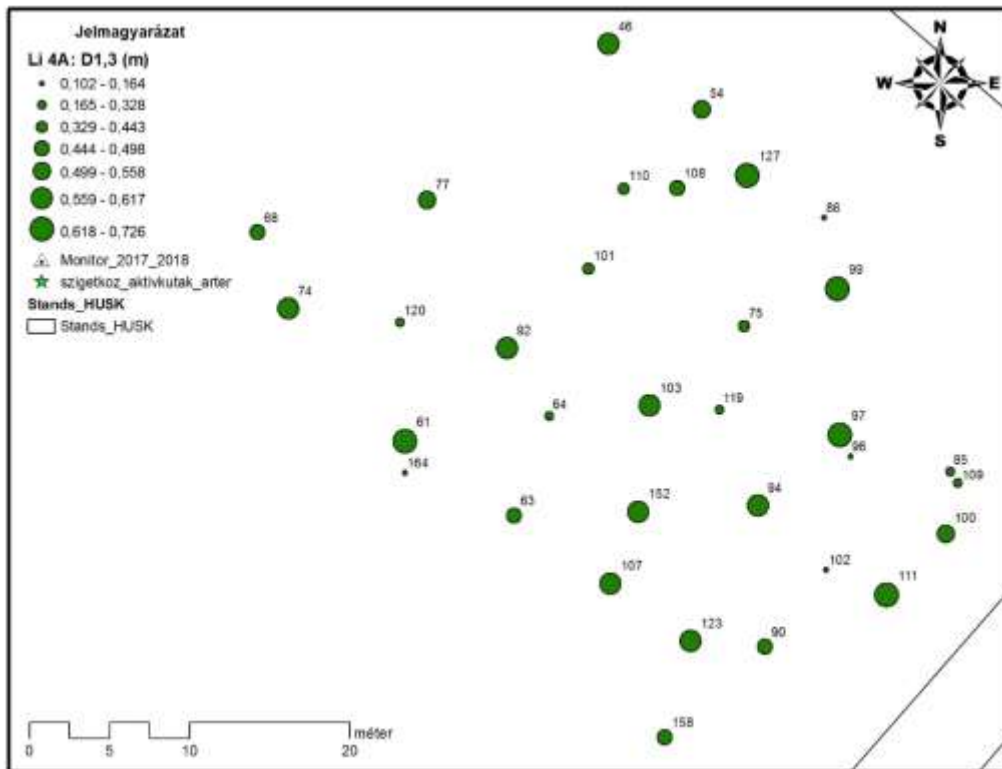 Jelmagyarázat
Li 4A: D1,3 (m)
0,102 - 0,164
0,165 - 0,328
0,329 - 0,443
0,444 - 0,498
0,499 - 0,558
0,559 - 0,617
0,618 - 0,726
Monitor_2017_2018
szigetkoz_aktivkutak_arter
Stands_HUSK
Stands_HUSK
N
W E
S
46
54
127
110 108
77
86
68
101
99
74
120
75
92
64
103
119
61
97
96
164
85
109
63
152
94
100
107
102
111
123
90
158
méter
0 5 10 20